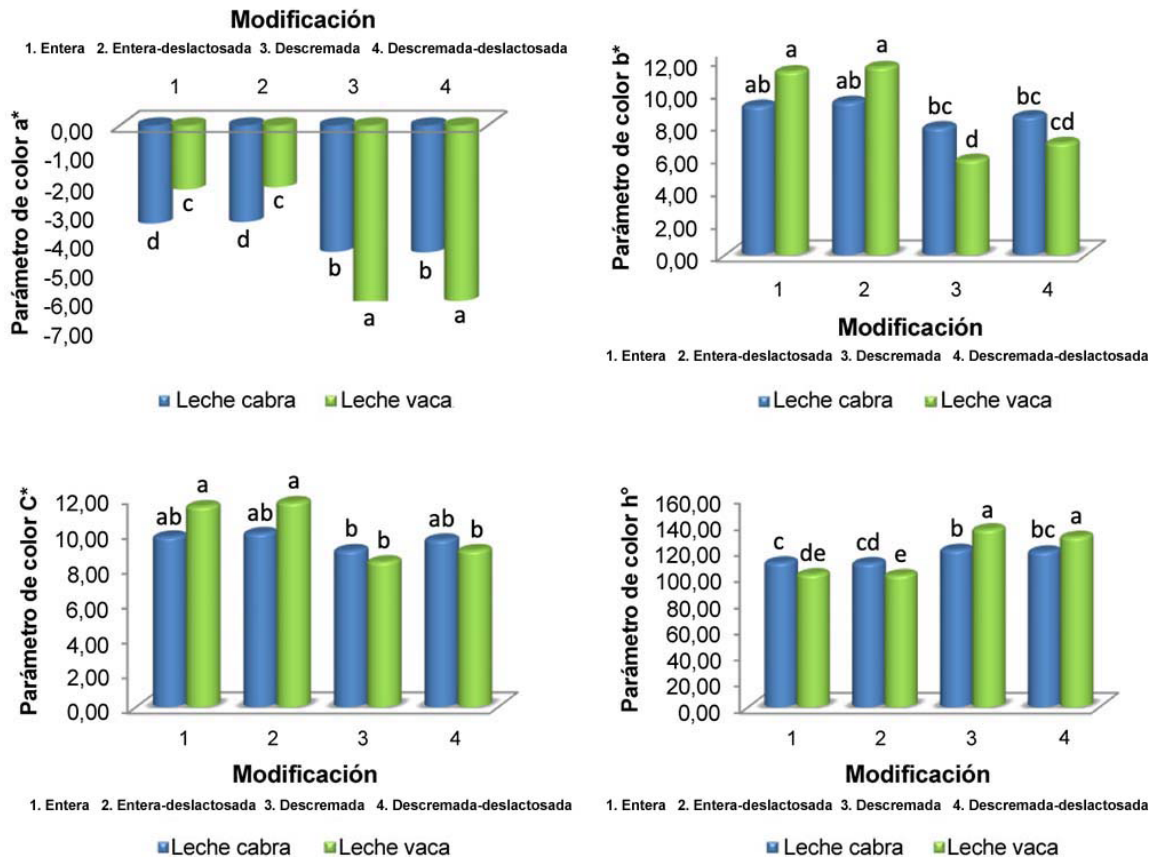 Modificación
1. Entera 2. Entera-deslactosada 3. Descremada 4. Descremada-deslactosada
1 2 3 4
Parámetro de color a*
0,00
-1,00
-2,00
-3,00
-4,00
-5,00
-6,00
-7,00
d c d c b a b a
Leche cabra Leche vaca
Parámetro de color b*
12,00
10,00
8,00
6,00
4,00
2,00
0,00
ab a ab a bc d bc cd
1 2 3 4
Modificación
1. Entera 2. Entera-deslactosada 3. Descremada 4. Descremada-deslactosada
Leche cabra Leche vaca
Parámetro de color C*
12,00
10,00
8,00
6,00
4,00
2,00
0,00
ab a ab a b b ab b
1 2 3 4
Modificación
1. Entera 2. Entera-deslactosada 3. Descremada 4. Descremada-deslactosada
Leche cabra Leche vaca
Parámetro de color h°
160,00
140,00
120,00
100,00
80,00
60,00
40,00
20,00
0,00
c de cd e b a bc a
1 2 3 4
Modificación
1. Entera 2. Entera-deslactosada 3. Descremada 4. Descremada-deslactosada
Leche cabra Leche vaca